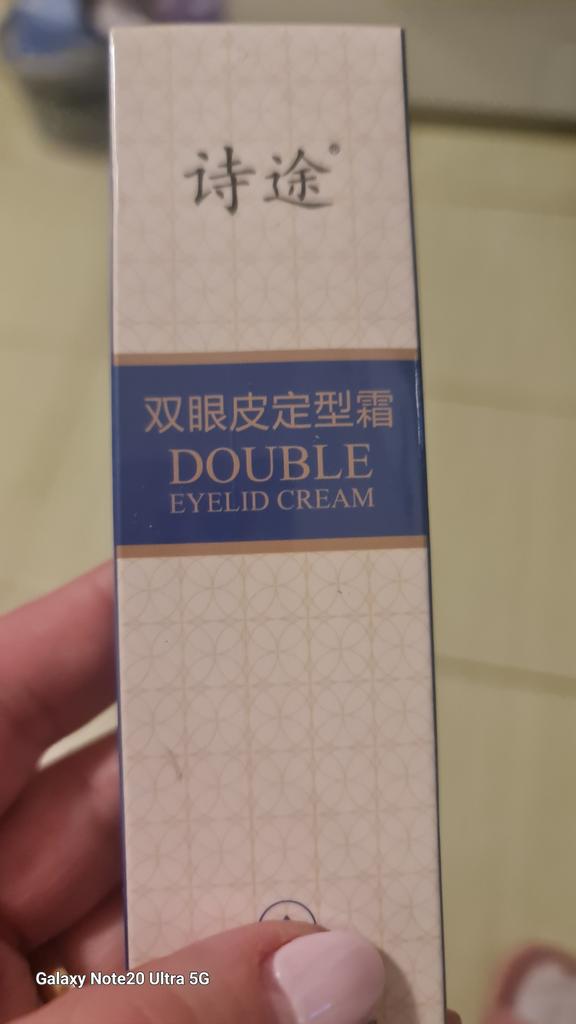 诗途®
双眼皮定型霜
DOUBLE
EYELID CREAM
Galaxy Note20 Ultra 5G